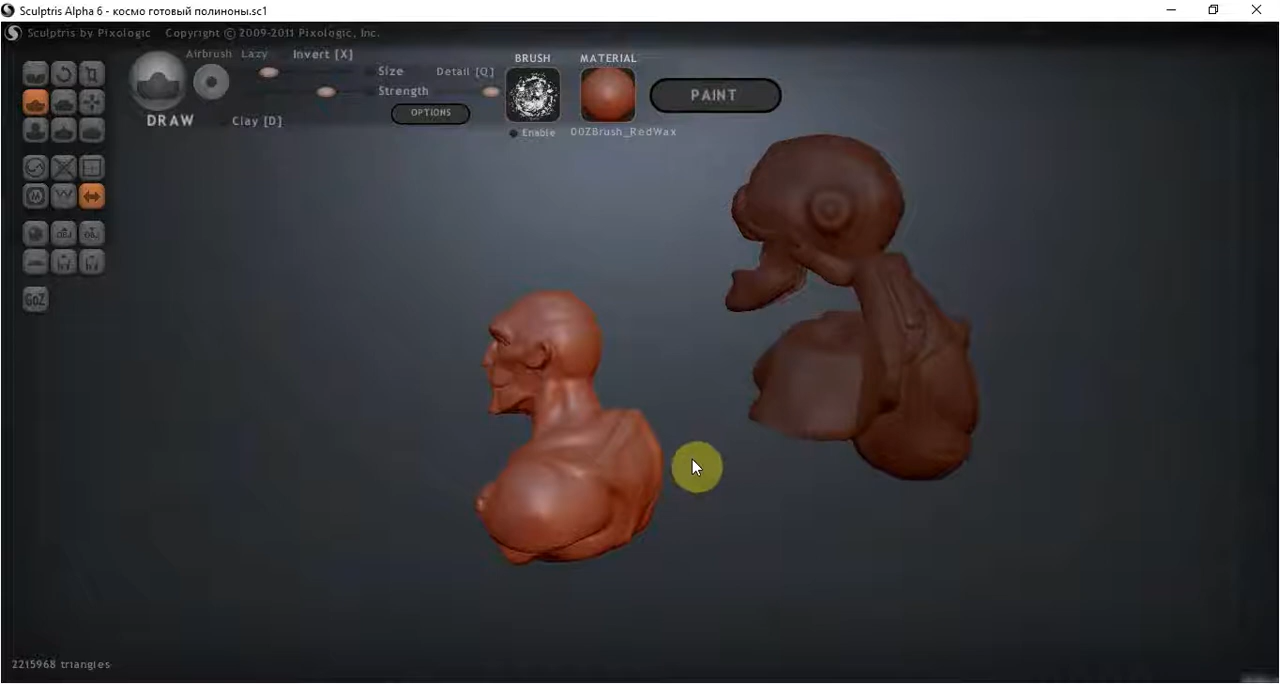 Sculptris Alpha 6 - космо готовый полиноны.sc1
Sculptris by Pixologic Copyright © 2009-2011 Pixologic, Inc.
Airbrush Lazy Invert [X]
BRUSH MATERIAL
Size Detail [Q]
Strength
PAINT
OPTIONS
DRAW Clay [D]
Enable 00ZBrush_RedWax
GoZ
2215968 triangles